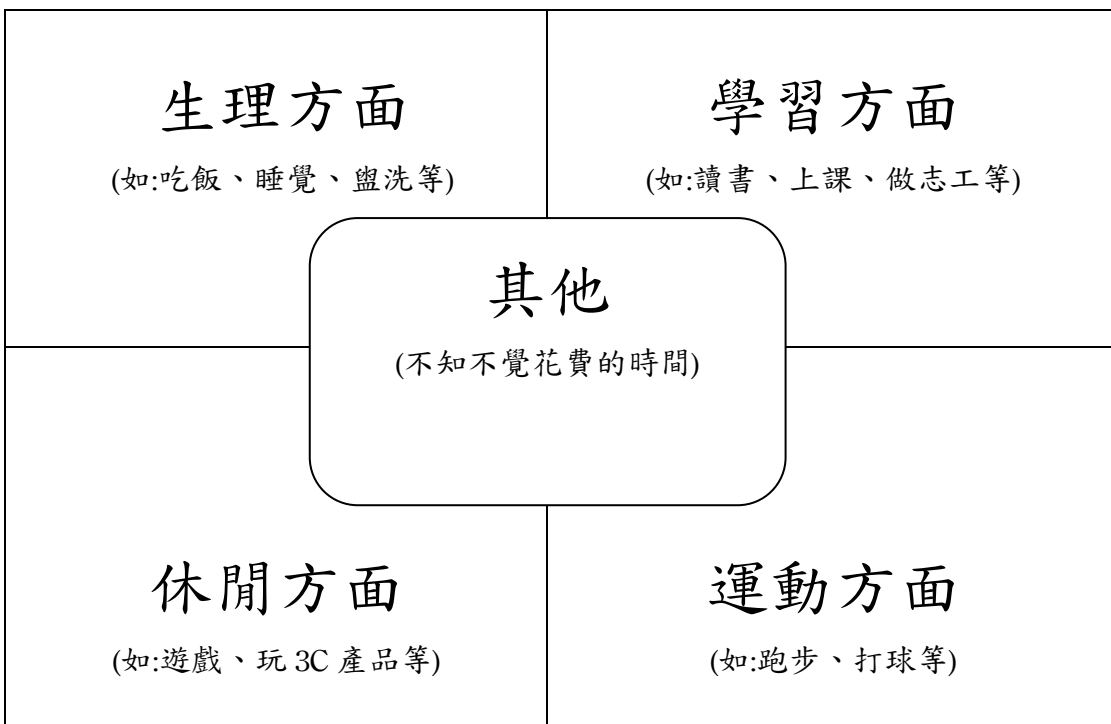 生理方面
(如:吃飯、睡覺、盥洗等)
學習方面
(如:讀書、上課、做志工等)
其他
(不知不覺花費的時間)
休閒方面
(如:遊戲、玩 3C 產品等)
運動方面
(如:跑步、打球等)